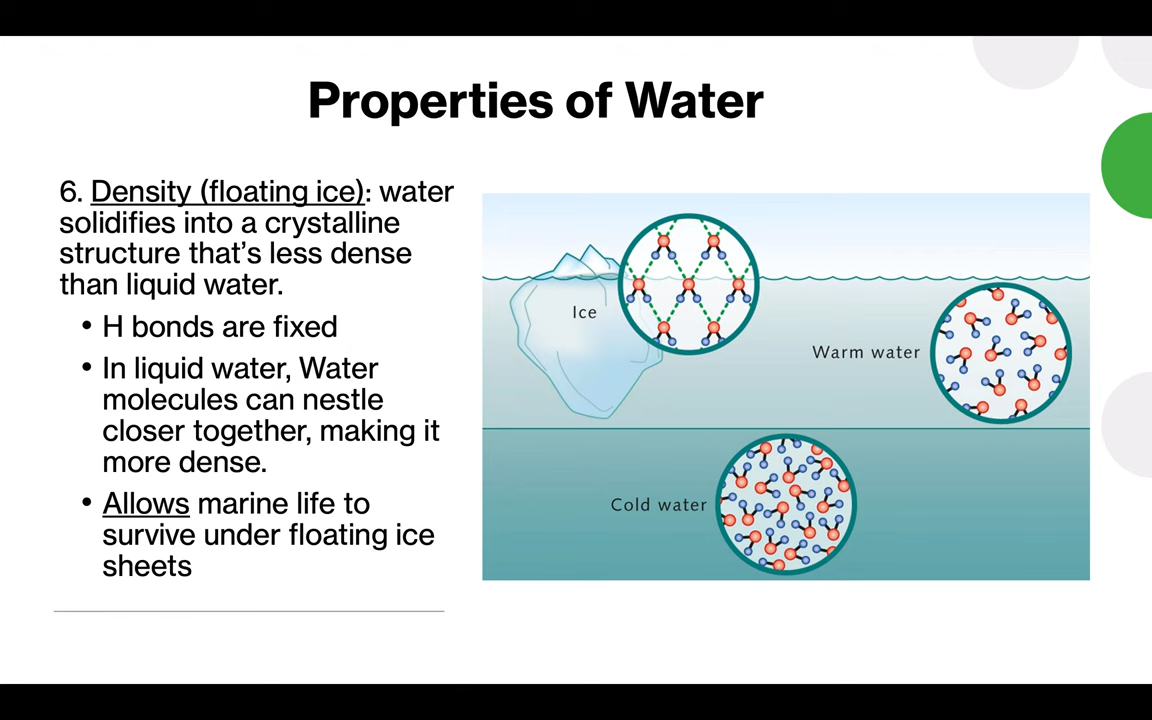 Properties of Water
6. Density (floating ice): water
solidifies into a crystalline
structure that’s less dense
than liquid water.
• H bonds are fixed
• In liquid water, Water
molecules can nestle
closer together, making it
more dense.
• Allows marine life to
survive under floating ice
sheets
Ice
Warm water
Cold water